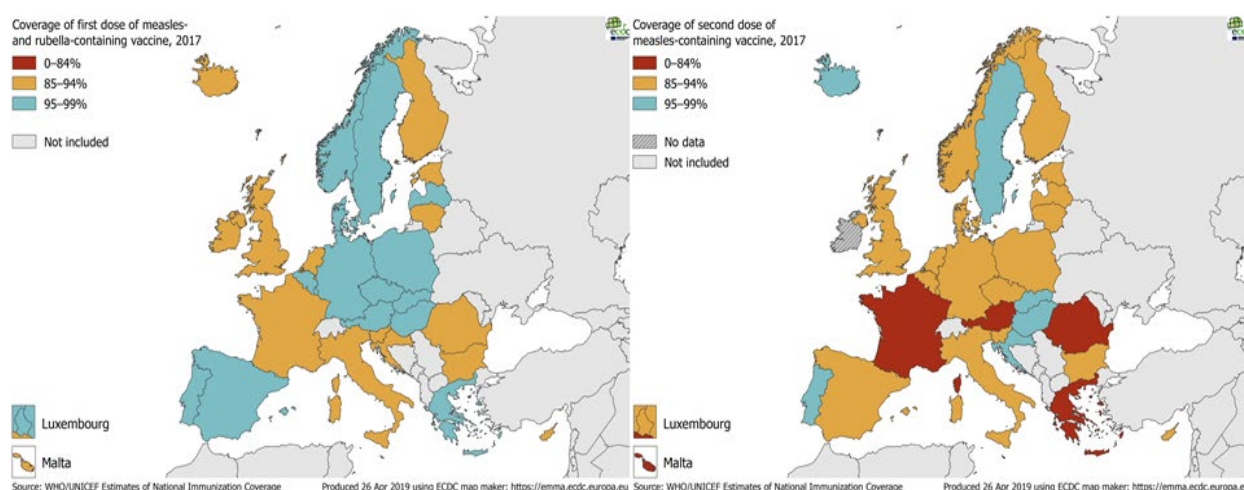 Coverage of first dose of measles-
and rubella-containing vaccine, 2017
0–84%
85–94%
95–99%
Not included
Luxembourg
Malta
Source: WHO/UNICEF Estimates of National Immunization Coverage
Produced 26 Apr 2019 using ECDC map maker: https://emma.ecdc.europa.eu
ecdc
Coverage of second dose of
measles-containing vaccine, 2017
0–84%
85–94%
95–99%
No data
Not included
Luxembourg
Malta
Source: WHO/UNICEF Estimates of National Immunization Coverage
Produced 26 Apr 2019 using ECDC map maker: https://emma.ecdc.europa.eu
ecdc